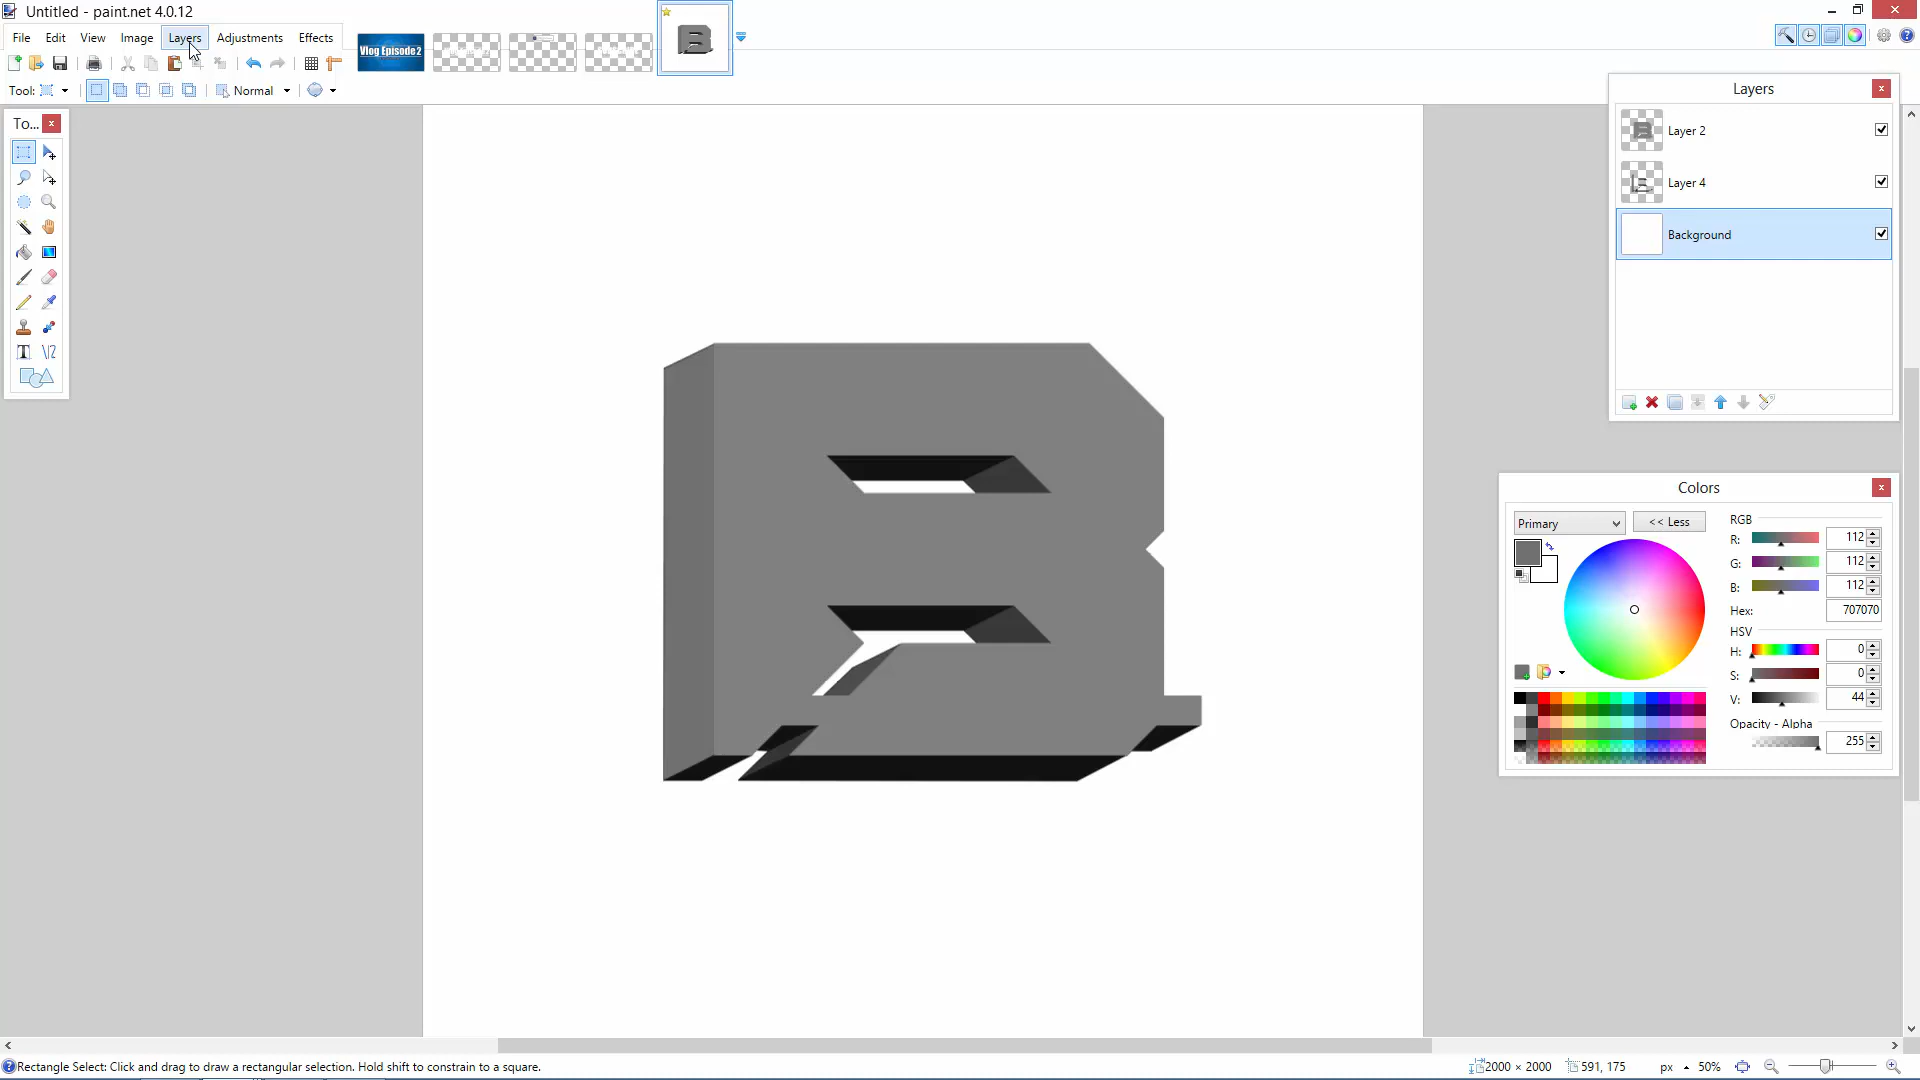 Untitled - paint.net 4.0.12
File Edit View Image Layers Adjustments Effects
Vlog Episode2
Tool: Normal
To...
Layers
Layer 2
Layer 4
Background
Colors
Primary
<< Less
RGB
R: 112
G: 112
B: 112
Hex: 707070
HSV
H: 0
S: 0
V: 44
Opacity - Alpha
255
Rectangle Select: Click and drag to draw a rectangular selection. Hold shift to constrain to a square.
2000 × 2000 591, 175 px 50%